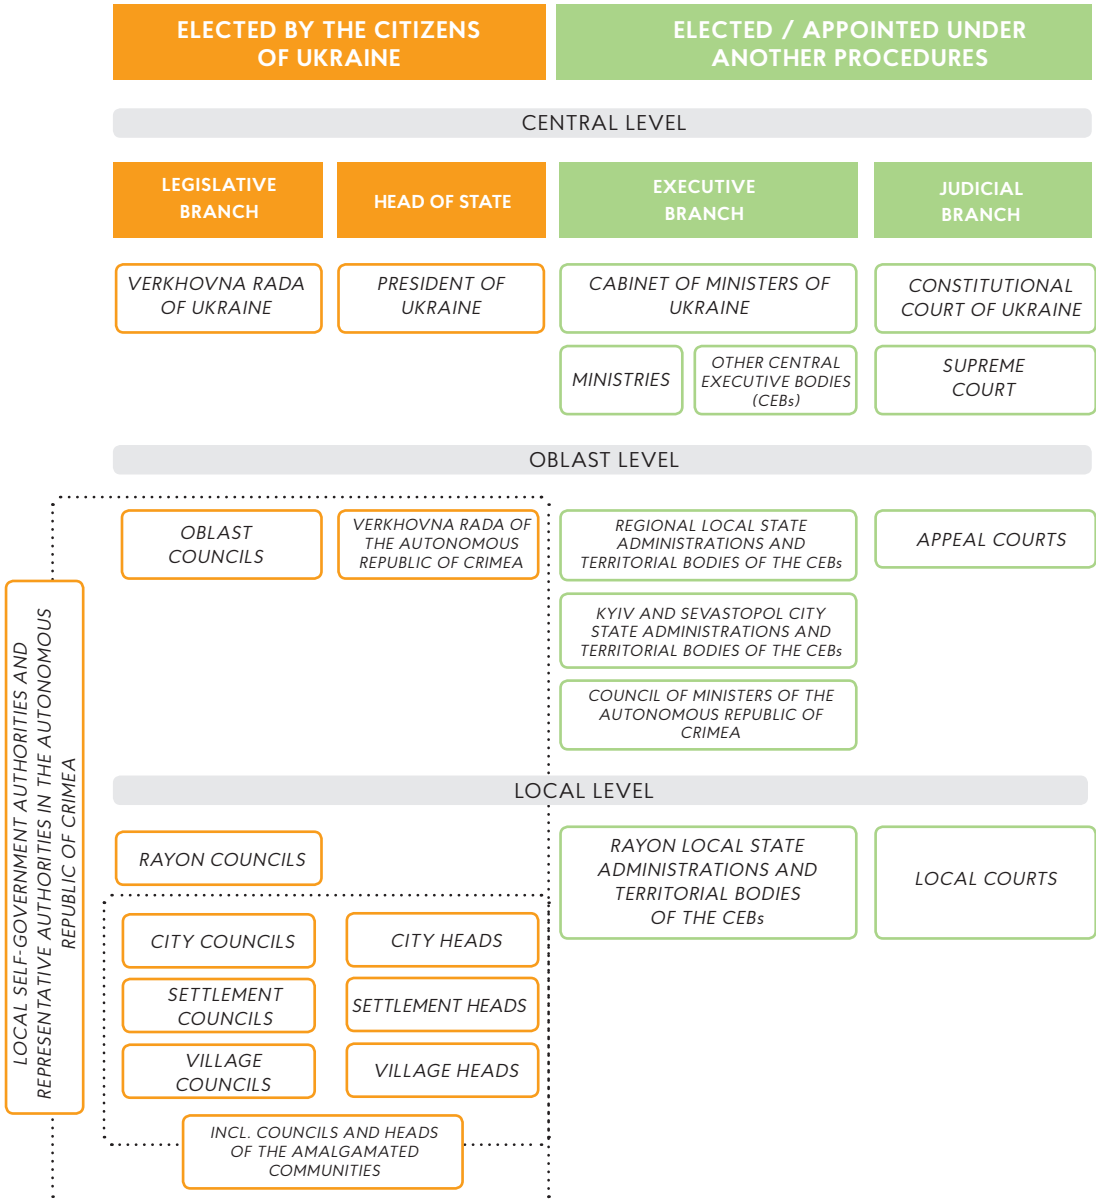 ELECTED BY THE CITIZENS
OF UKRAINE
ELECTED / APPOINTED UNDER
ANOTHER PROCEDURES
CENTRAL LEVEL
LEGISLATIVE
BRANCH
HEAD OF STATE
EXECUTIVE
BRANCH
JUDICIAL
BRANCH
VERKHOVNA RADA
OF UKRAINE
PRESIDENT OF
UKRAINE
CABINET OF MINISTERS OF
UKRAINE
CONSTITUTIONAL
COURT OF UKRAINE
MINISTRIES
OTHER CENTRAL
EXECUTIVE BODIES
(CEBs)
SUPREME
COURT
OBLAST LEVEL
OBLAST
COUNCILS
VERKHOVNA RADA OF
THE AUTONOMOUS
REPUBLIC OF CRIMEA
REGIONAL LOCAL STATE
ADMINISTRATIONS AND
TERRITORIAL BODIES OF THE CEBs
APPEAL COURTS
KYIV AND SEVASTOPOL CITY
STATE ADMINISTRATIONS AND
TERRITORIAL BODIES OF THE CEBs
COUNCIL OF MINISTERS OF THE
AUTONOMOUS REPUBLIC OF
CRIMEA
LOCAL SELF-GOVERNMENT AUTHORITIES AND
REPRESENTATIVE AUTHORITIES IN THE AUTONOMOUS
REPUBLIC OF CRIMEA
LOCAL LEVEL
RAYON COUNCILS
RAYON LOCAL STATE
ADMINISTRATIONS AND
TERRITORIAL BODIES
OF THE CEBs
LOCAL COURTS
CITY COUNCILS
CITY HEADS
SETTLEMENT
COUNCILS
SETTLEMENT HEADS
VILLAGE
COUNCILS
VILLAGE HEADS
INCL. COUNCILS AND HEADS
OF THE AMALGAMATED
COMMUNITIES